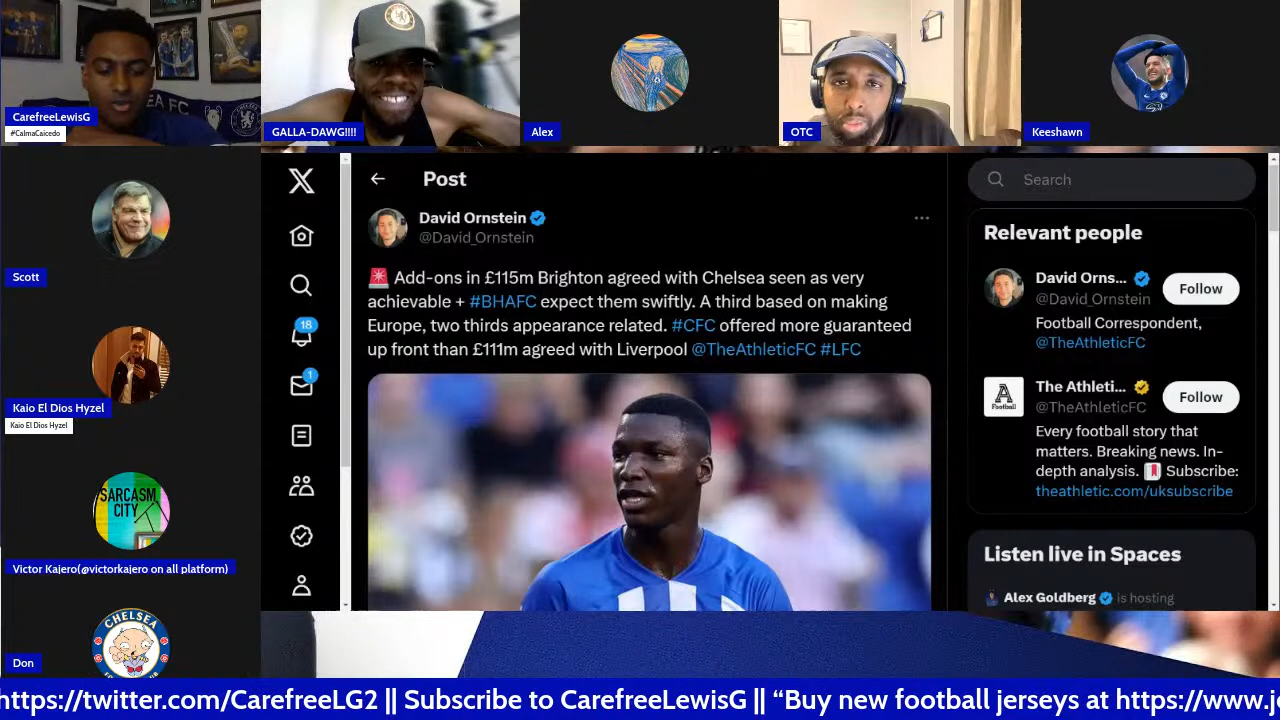 CarefreeLewisG
#CalmaCaicedo
GALLA-DAWG!!!!
Alex
OTC
Keeshawn
Scott
Kaio El Dios Hyzel
Kaio El Dios Hyzel
SARCASM
CITY
Victor Kajero(@victorkajero on all platform)
CHELSEA
Don
18
1
Post
David Ornstein
@David_Ornstein
🚨 Add-ons in £115m Brighton agreed with Chelsea seen as very
achievable + #BHAFC expect them swiftly. A third based on making
Europe, two thirds appearance related. #CFC offered more guaranteed
up front than £111m agreed with Liverpool @TheAthleticFC #LFC
Search
Relevant people
David Orns...
Follow
@David_Ornstein
Football Correspondent,
@TheAthleticFC
A
Football
The Athleti...
Follow
@TheAthleticFC
Every football story that
matters. Breaking news. In-
depth analysis. Subscribe:
theathletic.com/uksubscribe
Listen live in Spaces
Alex Goldberg is hosting
https://twitter.com/CarefreeLG2 || Subscribe to CarefreeLewisG || “Buy new football jerseys at https://www.j